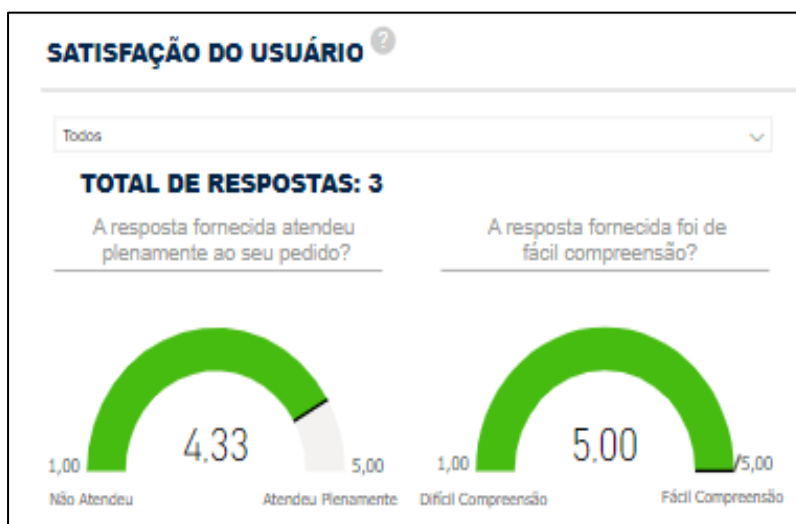 SATISFAÇÃO DO USUÁRIO ?
Todos
TOTAL DE RESPOSTAS: 3
A resposta fornecida atendeu
plenamente ao seu pedido?
A resposta fornecida foi de
fácil compreensão?
4,33
1,00
5,00
Não Atendeu
Atendeu Plenamente
5,00
1,00
5,00
Difícil Compreensão
Fácil Compreensão